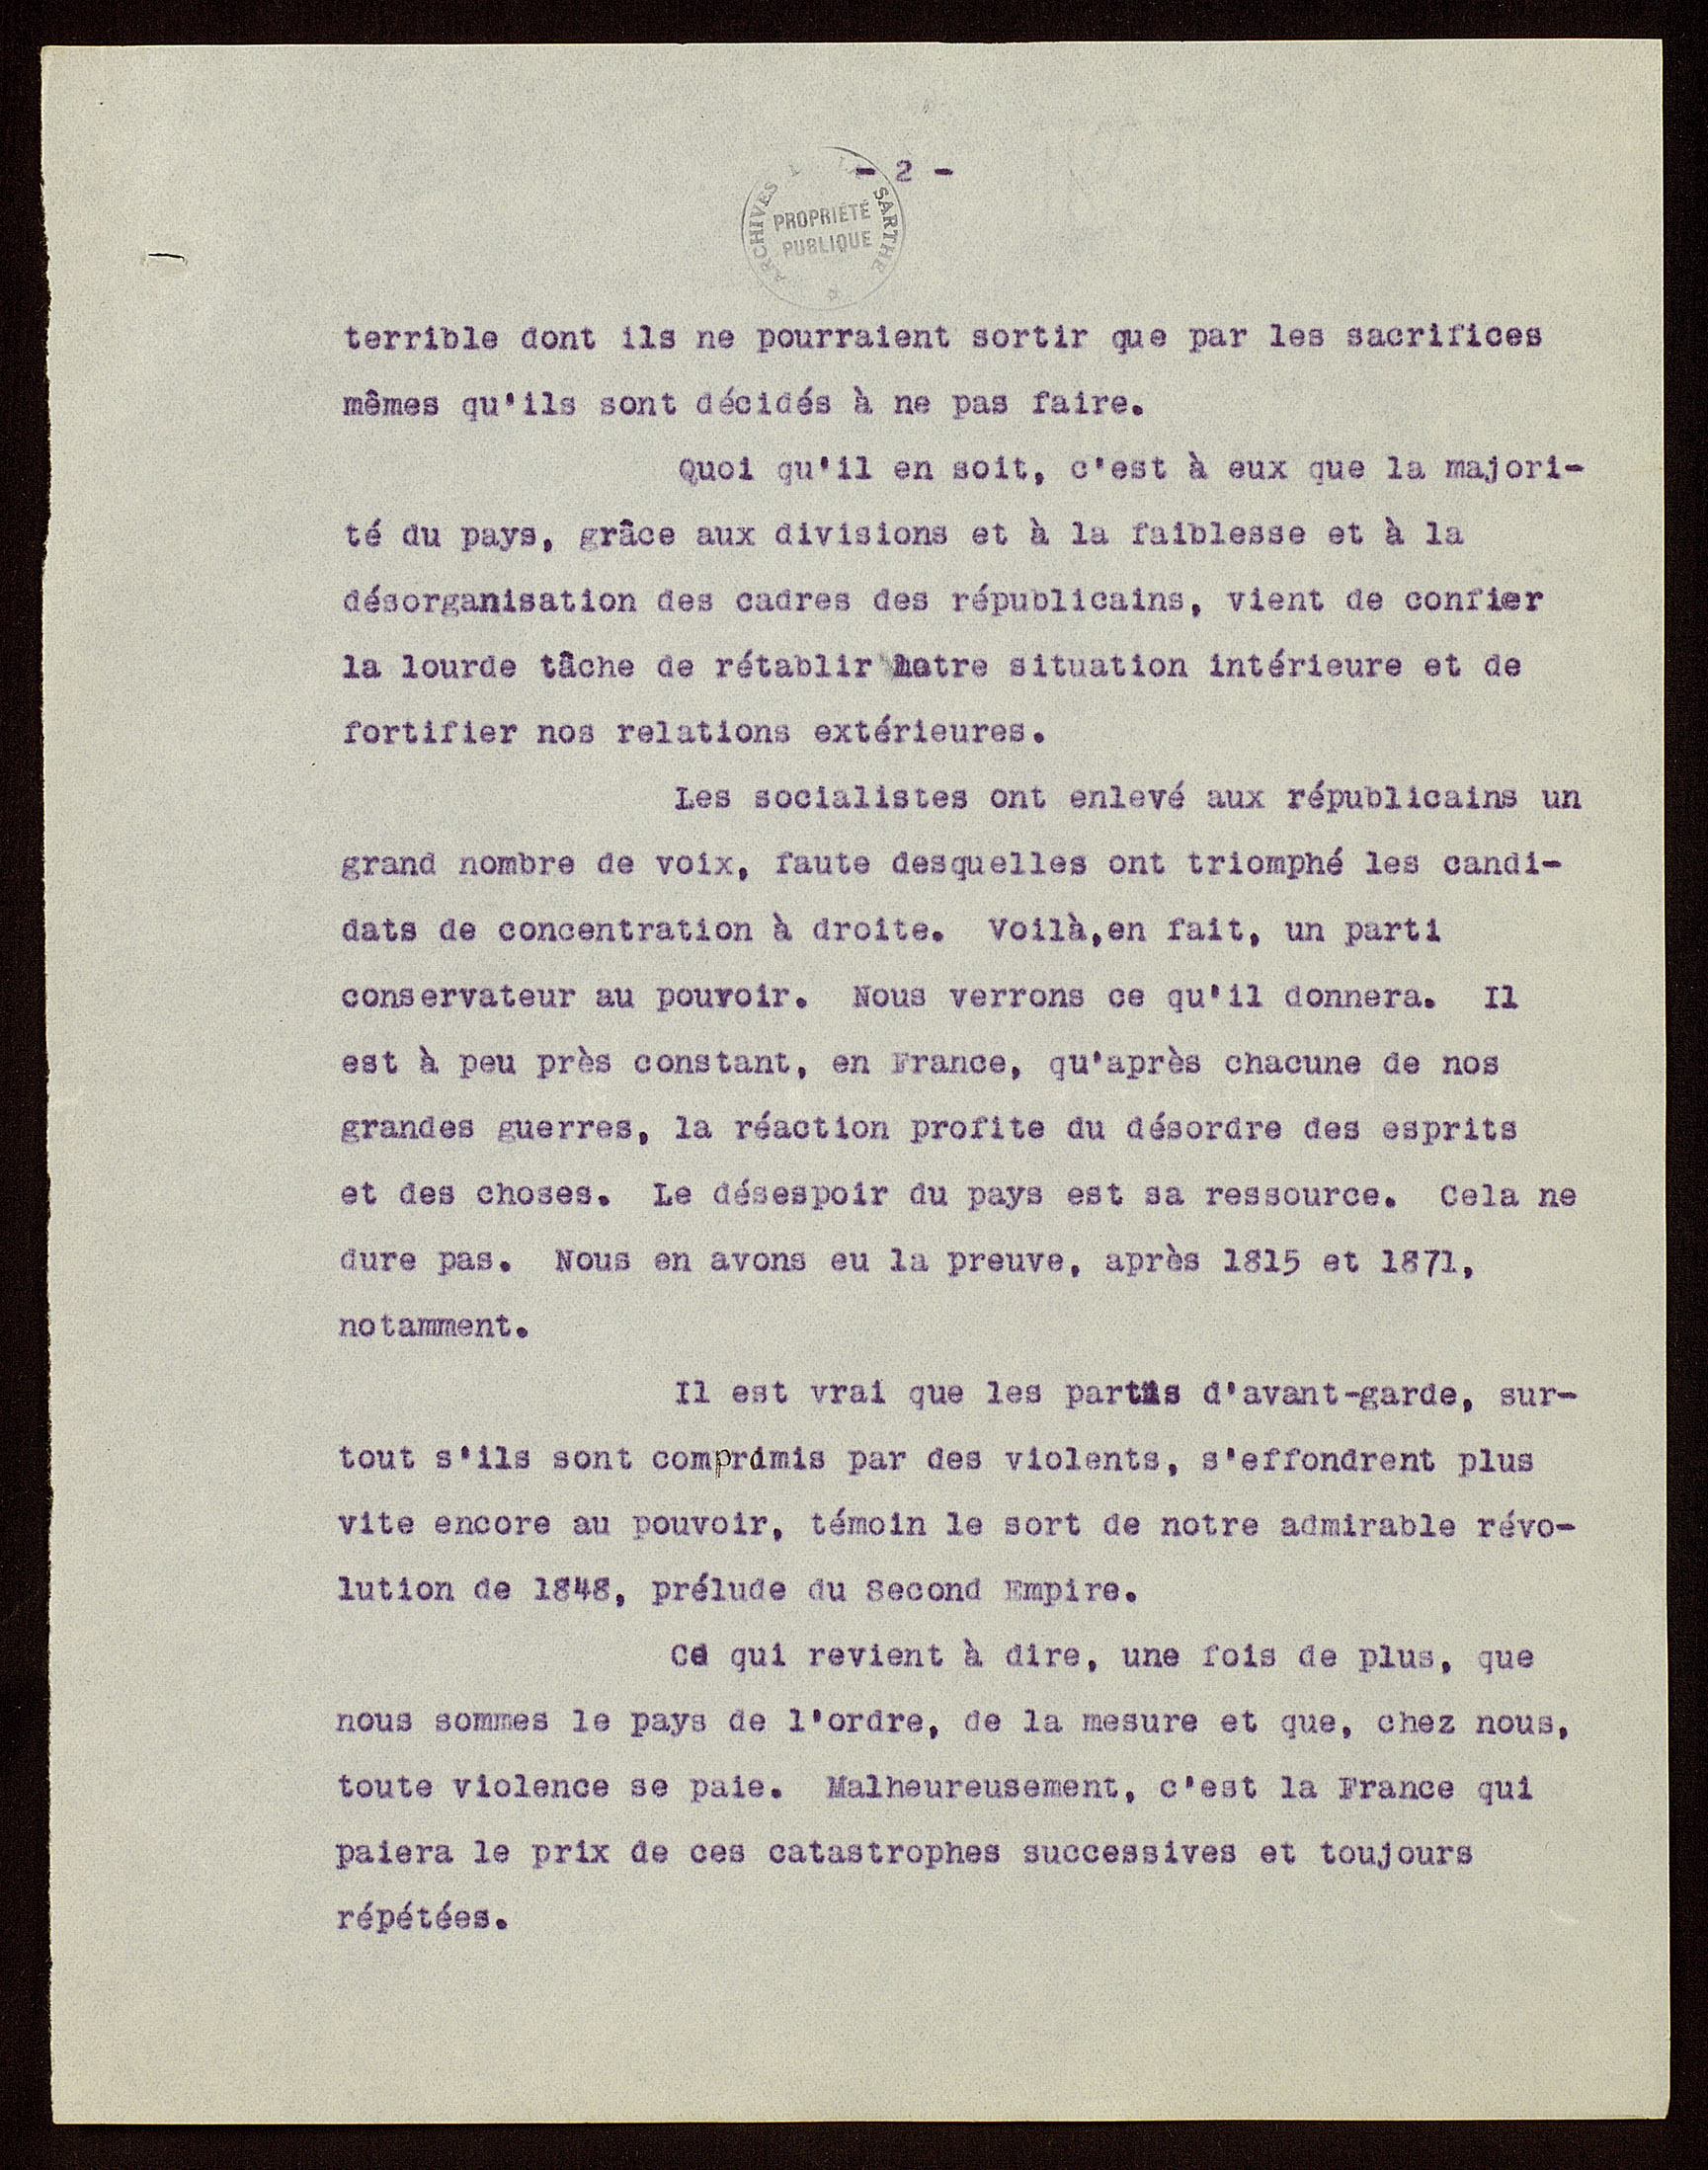 - 2 -
ARCHIVES SARTHE
PROPRIÉTÉ
PUBLIQUE
terrible dont ils ne pourraient sortir que par les sacrifices
mêmes qu'ils sont décidés à ne pas faire.
Quoi qu'il en soit, c'est à eux que la majori-
té du pays, grâce aux divisions et à la faiblesse et à la
désorganisation des cadres des républicains, vient de confier
la lourde tâche de rétablir notre situation intérieure et de
fortifier nos relations extérieures.
Les socialistes ont enlevé aux républicains un
grand nombre de voix, faute desquelles ont triomphé les candi-
dats de concentration à droite. Voilà,en fait, un parti
conservateur au pouvoir. Nous verrons ce qu'il donnera. Il
est à peu près constant, en France, qu'après chacune de nos
grandes guerres, la réaction profite du désordre des esprits
et des choses. Le désespoir du pays est sa ressource. Cela ne
dure pas. Nous en avons eu la preuve, après 1815 et 1871,
notamment.
Il est vrai que les partis d'avant-garde, sur-
tout s'ils sont compromis par des violents, s'effondrent plus
vite encore au pouvoir, témoin le sort de notre admirable révo-
lution de 1848, prélude du Second Empire.
Ce qui revient à dire, une fois de plus, que
nous sommes le pays de l'ordre, de la mesure et que, chez nous,
toute violence se paie. Malheureusement, c'est la France qui
paiera le prix de ces catastrophes successives et toujours
répétées.